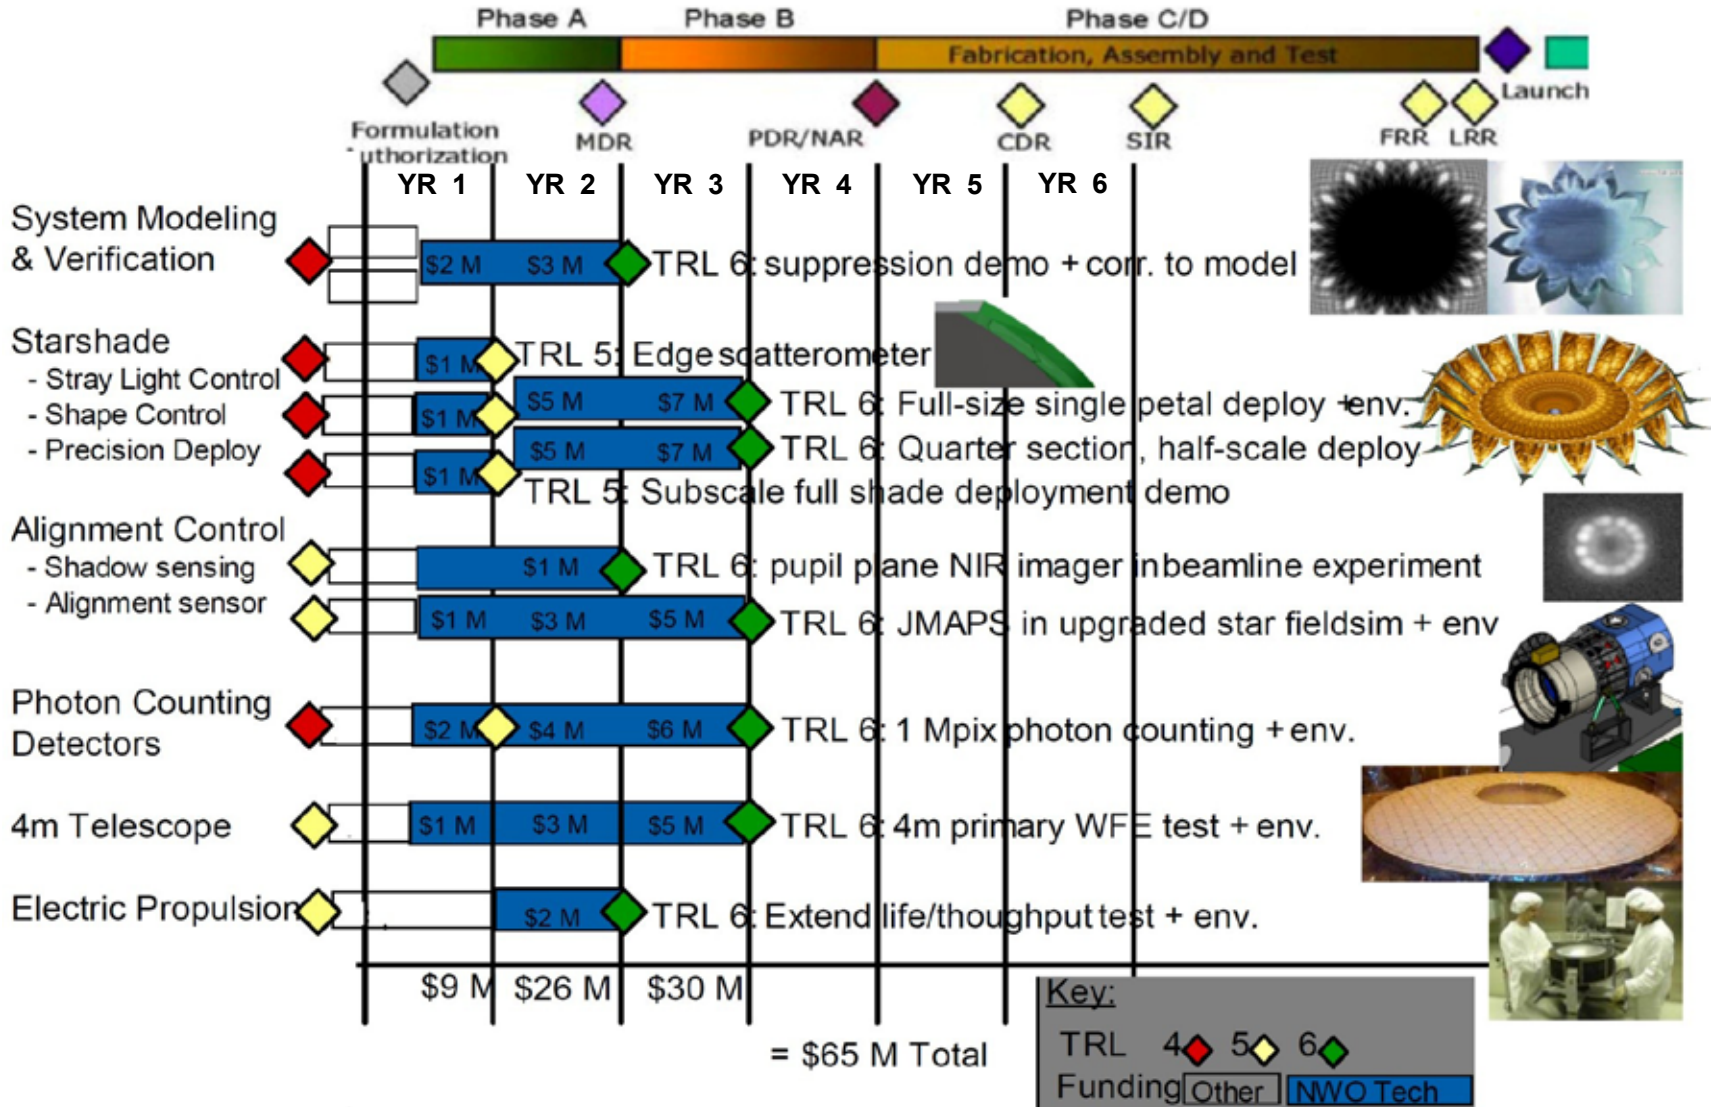 Phase A Phase B Phase C/D
Fabrication, Assembly and Test
Launch
Formulation
uthorization
MDR
PDR/NAR
CDR
SIR
FRR LRR
YR 1 YR 2 YR 3 YR 4 YR 5 YR 6
System Modeling
& Verification
$2 M $3 M TRL 6: suppression demo + corr. to model
Starshade
- Stray Light Control
- Shape Control
- Precision Deploy
$1 M TRL 5: Edge scatterometer
$1 M $5 M $7 M TRL 6: Full-size single petal deploy +env.
$5 M $7 M TRL 6: Quarter section, half-scale deploy
$1 M TRL 5: Subscale full shade deployment demo
Alignment Control
- Shadow sensing
- Alignment sensor
$1 M TRL 6: pupil plane NIR imager inbeamline experiment
$1 M $3 M $5 M TRL 6: JMAPS in upgraded star fieldsim + env
Photon Counting
Detectors
$2 M $4 M $6 M TRL 6: 1 Mpix photon counting + env.
4m Telescope $1 M $3 M $5 M TRL 6: 4m primary WFE test + env.
Electric Propulsion $2 M TRL 6: Extend life/thoughput test + env.
$9 M $26 M $30 M
= $65 M Total
Key:
TRL 4 5 6
Funding Other NWO Tech